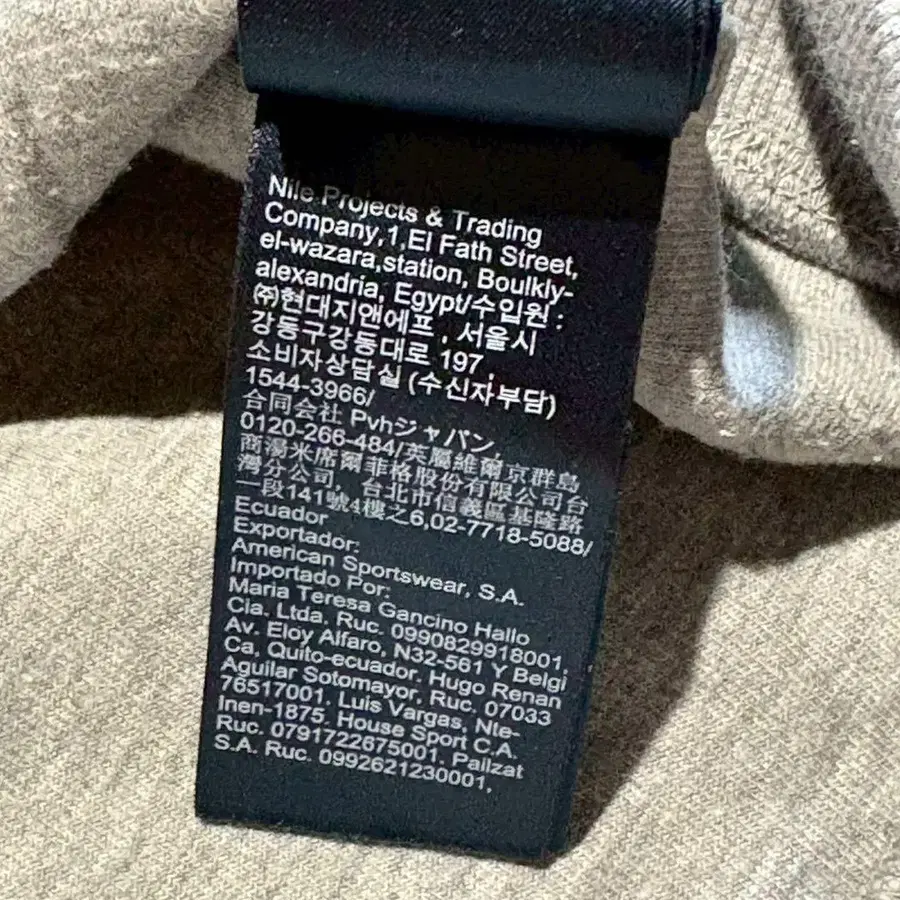 Nile Projects & Trading
Company,1,El Fath Street,
el-wazara,station, Boulkly-
alexandria, Egypt/수입원 :
㈜현대지앤에프 , 서울시
강동구강동대로 197 ,
소비자상담실 (수신자부담)
1544-3966/
合同会社 Pvhジャパン,
0120-266-484/英屬維爾京群島
商湯米席爾菲格股份有限公司台
灣分公司, 台北市信義區基隆路
一段141號4樓之6,02-7718-5088/
Ecuador
Exportador:
American Sportswear, S.A.
Importado Por:
Maria Teresa Gancino Hallo
Cia. Ltda, Ruc. 0990829918001,
Av. Eloy Alfaro, N32-561 Y Belgi
Ca, Quito-ecuador. Hugo Renan
Aguilar Sotomayor, Ruc. 07033
76517001. Luis Vargas, Nte-
Inen-1875. House Sport C.A.
Ruc. 0791722675001. Pailzat
S.A. Ruc. 0992621230001,